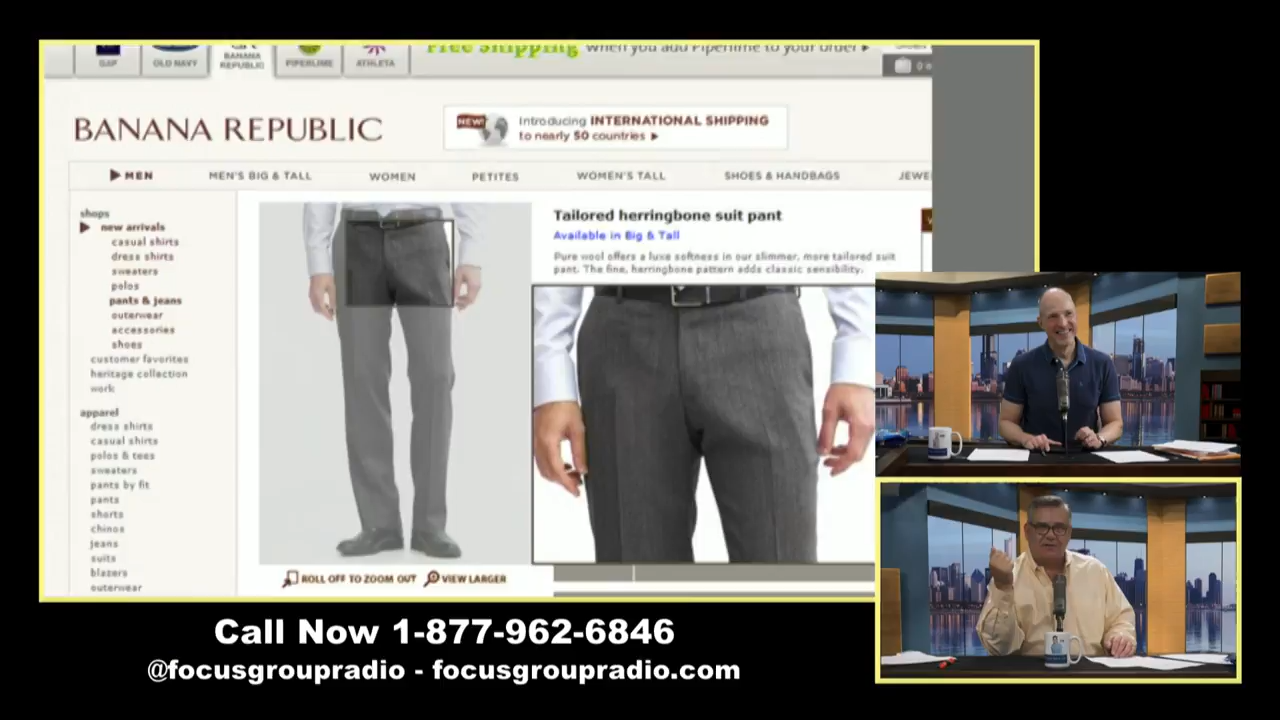 Free Shipping when you add Piperlime to your order
GAP
OLD NAVY
BANANA
REPUBLIC
PIPERLIME
ATHLETA
BANANA REPUBLIC
NEW!
Introducing INTERNATIONAL SHIPPING
to nearly 50 countries
MEN
MEN'S BIG & TALL
WOMEN
PETITES
WOMEN'S TALL
SHOES & HANDBAGS
JEWE
shops
new arrivals
casual shirts
dress shirts
sweaters
polos
pants & jeans
outerwear
accessories
shoes
customer favorites
heritage collection
work
apparel
dress shirts
casual shirts
polos & tees
sweaters
pants by fit
pants
shorts
chinos
jeans
suits
blazers
outerwear
Tailored herringbone suit pant
Available in Big & Tall
Pure wool offers a luxe softness in our slimmer, more tailored suit
pant. The fine, herringbone pattern adds classic sensibility.
ROLL OFF TO ZOOM OUT
VIEW LARGER
Call Now 1-877-962-6846
@focusgroupradio - focusgroupradio.com